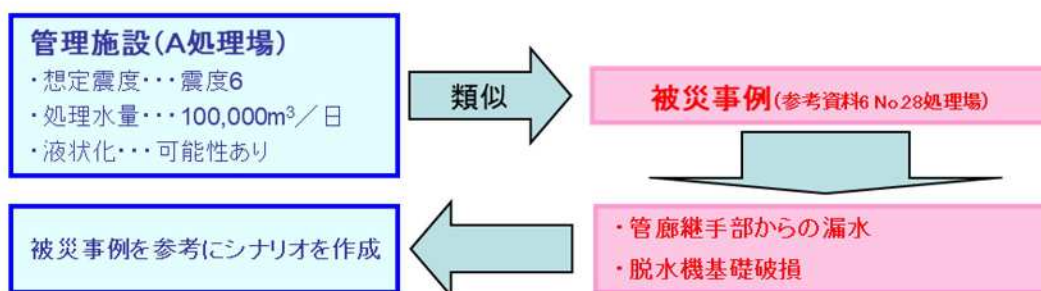 管理施設(A処理場)
・想定震度・・・震度6
・処理水量・・・100,000m³／日
・液状化・・・可能性あり
類似
被災事例(参考資料6 No.28処理場)
・管廊継手部からの漏水
・脱水機基礎破損
被災事例を参考にシナリオを作成